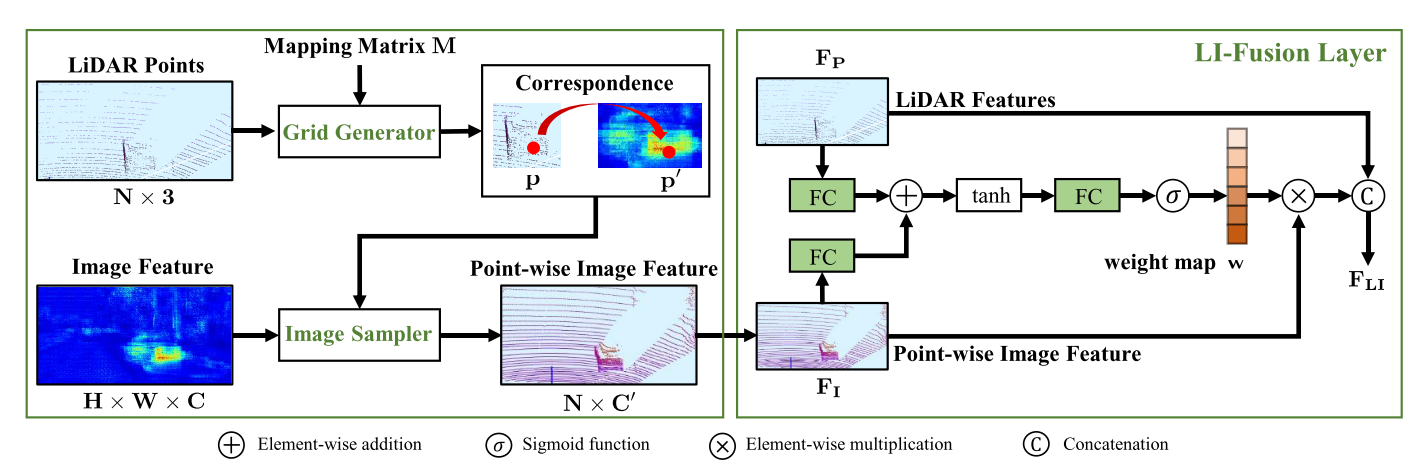 Mapping Matrix M
LiDAR Points
Grid Generator
N × 3
Correspondence
p
p′
Image Feature
Image Sampler
H × W × C
Point-wise Image Feature
N × C′
LI-Fusion Layer
F_P
LiDAR Features
FC
+
tanh
FC
σ
×
C
FC
weight map w
F_LI
Point-wise Image Feature
F_I
+ Element-wise addition
σ Sigmoid function
× Element-wise multiplication
C Concatenation